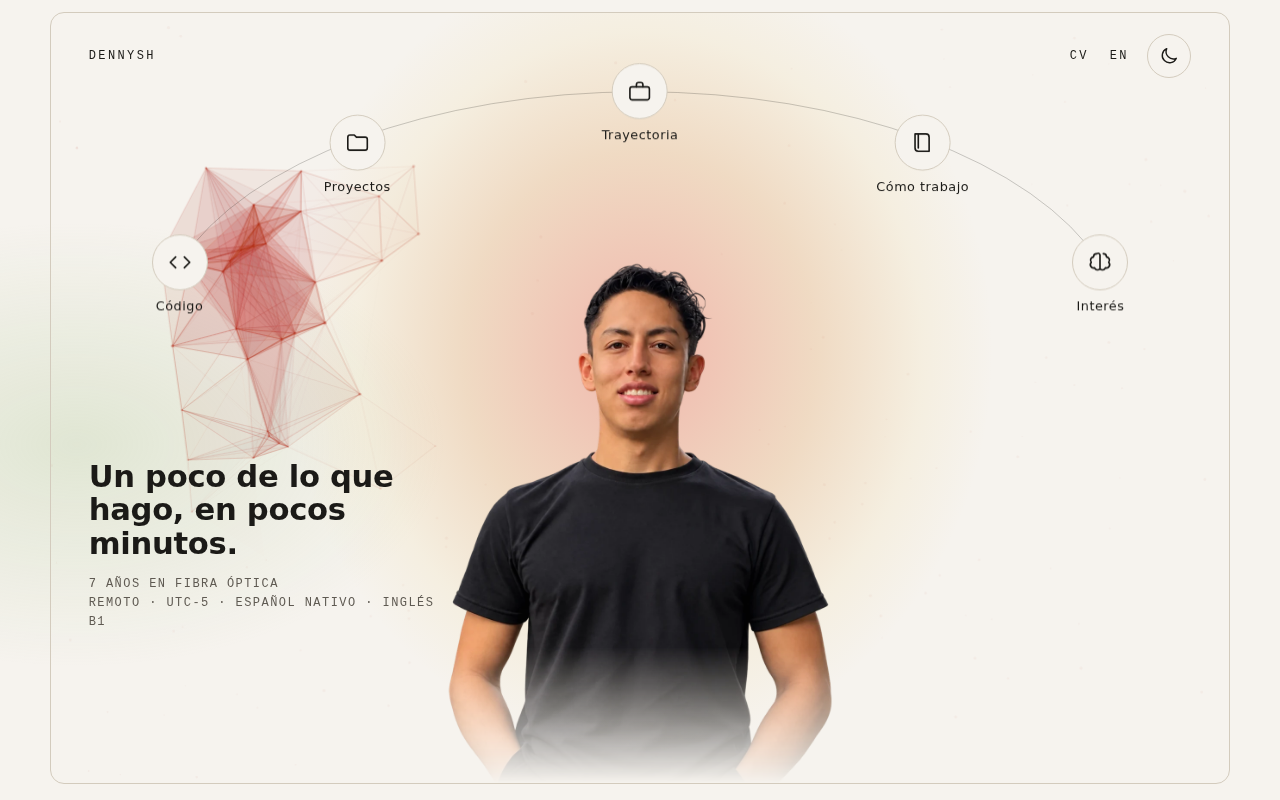 DENNYSH
CV EN
Trayectoria
Proyectos
Cómo trabajo
Código
Interés
Un poco de lo que
hago, en pocos
minutos.
7 AÑOS EN FIBRA ÓPTICA
REMOTO · UTC-5 · ESPAÑOL NATIVO · INGLÉS
B1